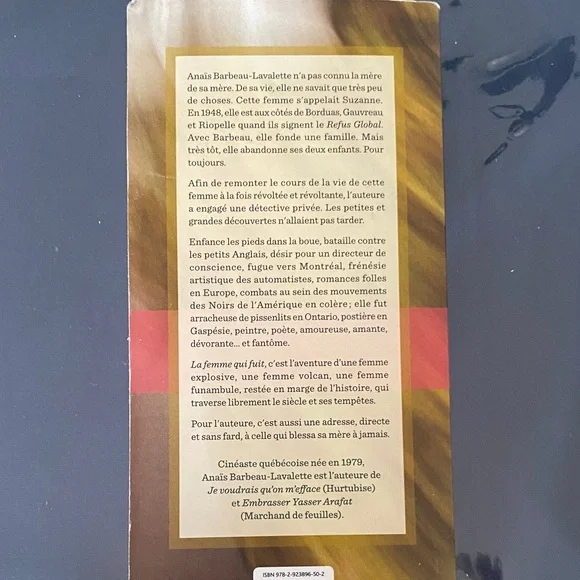 Anaïs Barbeau-Lavalette n'a pas connu la mère
de sa mère. De sa vie, elle ne savait que très peu
de choses. Cette femme s'appelait Suzanne.
En 1948, elle est aux côtés de Borduas, Gauvreau
et Riopelle quand ils signent le Refus Global.
Avec Barbeau, elle fonde une famille. Mais
très tôt, elle abandonne ses deux enfants. Pour
toujours.
Afin de remonter le cours de la vie de cette
femme à la fois révoltée et révoltante, l'auteure
a engagé une détective privée. Les petites et
grandes découvertes n'allaient pas tarder.
Enfance les pieds dans la boue, bataille contre
les petits Anglais, désir pour un directeur de
conscience, fugue vers Montréal, frénésie
artistique des automatistes, romances folles
en Europe, combats au sein des mouvements
des Noirs de l'Amérique en colère ; elle fut
arracheuse de pissenlits en Ontario, postière en
Gaspésie, peintre, poète, amoureuse, amante,
dévorante... et fantôme.
La femme qui fuit, c'est l'aventure d'une femme
explosive, une femme volcan, une femme
funambule, restée en marge de l'histoire, qui
traverse librement le siècle et ses tempêtes.
Pour l'auteure, c'est aussi une adresse, directe
et sans fard, à celle qui blessa sa mère à jamais.
Cinéaste québécoise née en 1979,
Anaïs Barbeau-Lavalette est l'auteure de
Je voudrais qu'on m'efface (Hurtubise)
et Embrasser Yasser Arafat
(Marchand de feuilles).
ISBN 978-2-923896-50-2